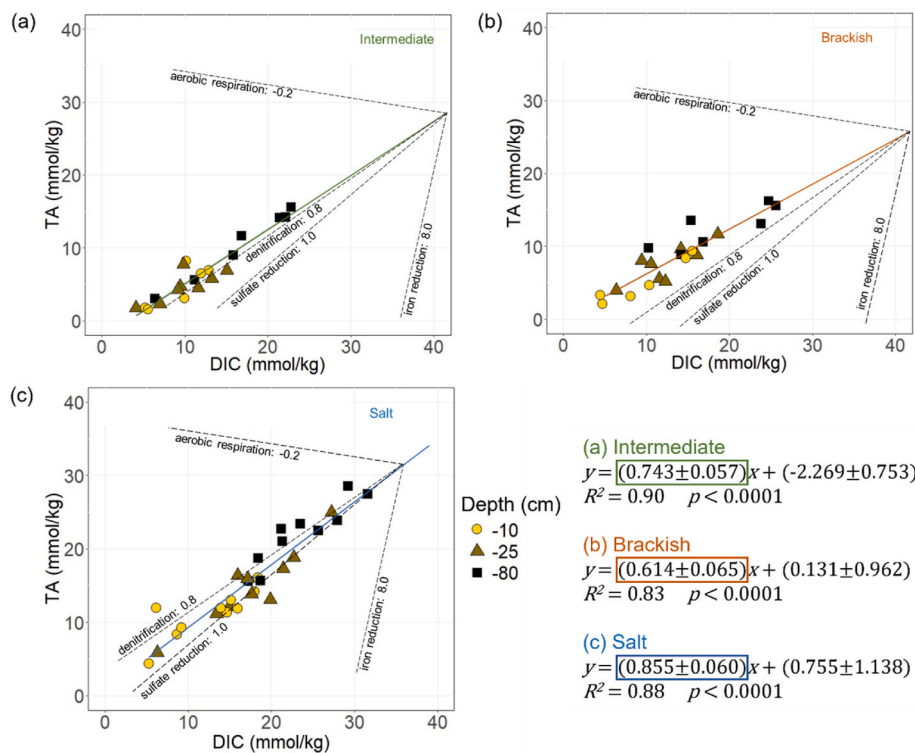 (a)
Intermediate
40
30
20
10
0
TA (mmol/kg)
aerobic respiration: -0.2
denitrification: 0.8
sulfate reduction: 1.0
iron reduction: 8.0
0 10 20 30 40
DIC (mmol/kg)
(b)
Brackish
40
30
20
10
0
TA (mmol/kg)
aerobic respiration: -0.2
denitrification: 0.8
sulfate reduction: 1.0
iron reduction: 8.0
0 10 20 30 40
DIC (mmol/kg)
(c)
Salt
40
30
20
10
0
TA (mmol/kg)
aerobic respiration: -0.2
denitrification: 0.8
sulfate reduction: 1.0
iron reduction: 8.0
0 10 20 30 40
DIC (mmol/kg)
Depth (cm)
-10
-25
-80
(a) Intermediate
y = (0.743±0.057)x + (-2.269±0.753)
R² = 0.90 p < 0.0001
(b) Brackish
y = (0.614±0.065)x + (0.131±0.962)
R² = 0.83 p < 0.0001
(c) Salt
y = (0.855±0.060)x + (0.755±1.138)
R² = 0.88 p < 0.0001